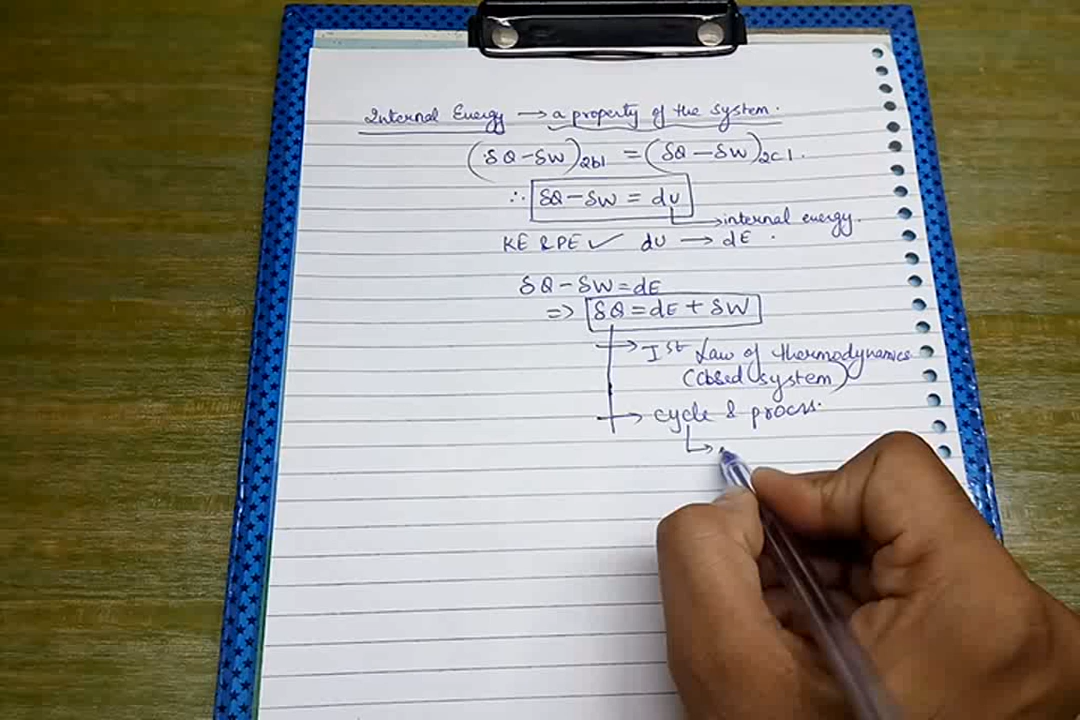 Internal Energy → a property of the system.
(δQ-δW)2b1 = (δQ-δW)2c1.
∴ δQ-δW = dU
→ internal energy.
KE & PE ✓ dU → dE.
δQ-δW=dE
=> δQ=dE+δW
→ Ist Law of thermodynamics
(closed system)
→ cycle & process.